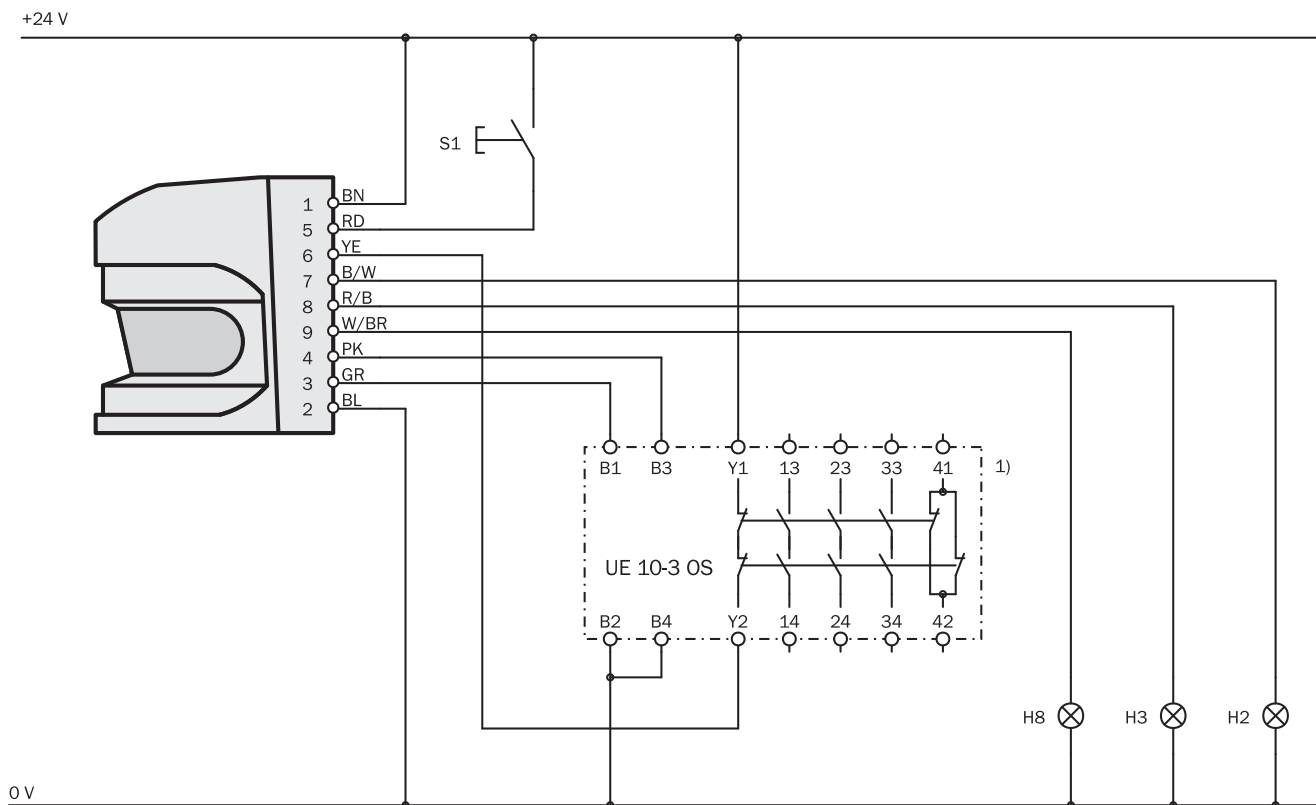 +24 V
S1
1 BN
5 RD
6 YE
7 B/W
8 R/B
9 W/BR
4 PK
3 GR
2 BL
B1 B3 Y1 13 23 33 41 1)
UE 10-3 OS
B2 B4 Y2 14 24 34 42
H8 H3 H2
0 V